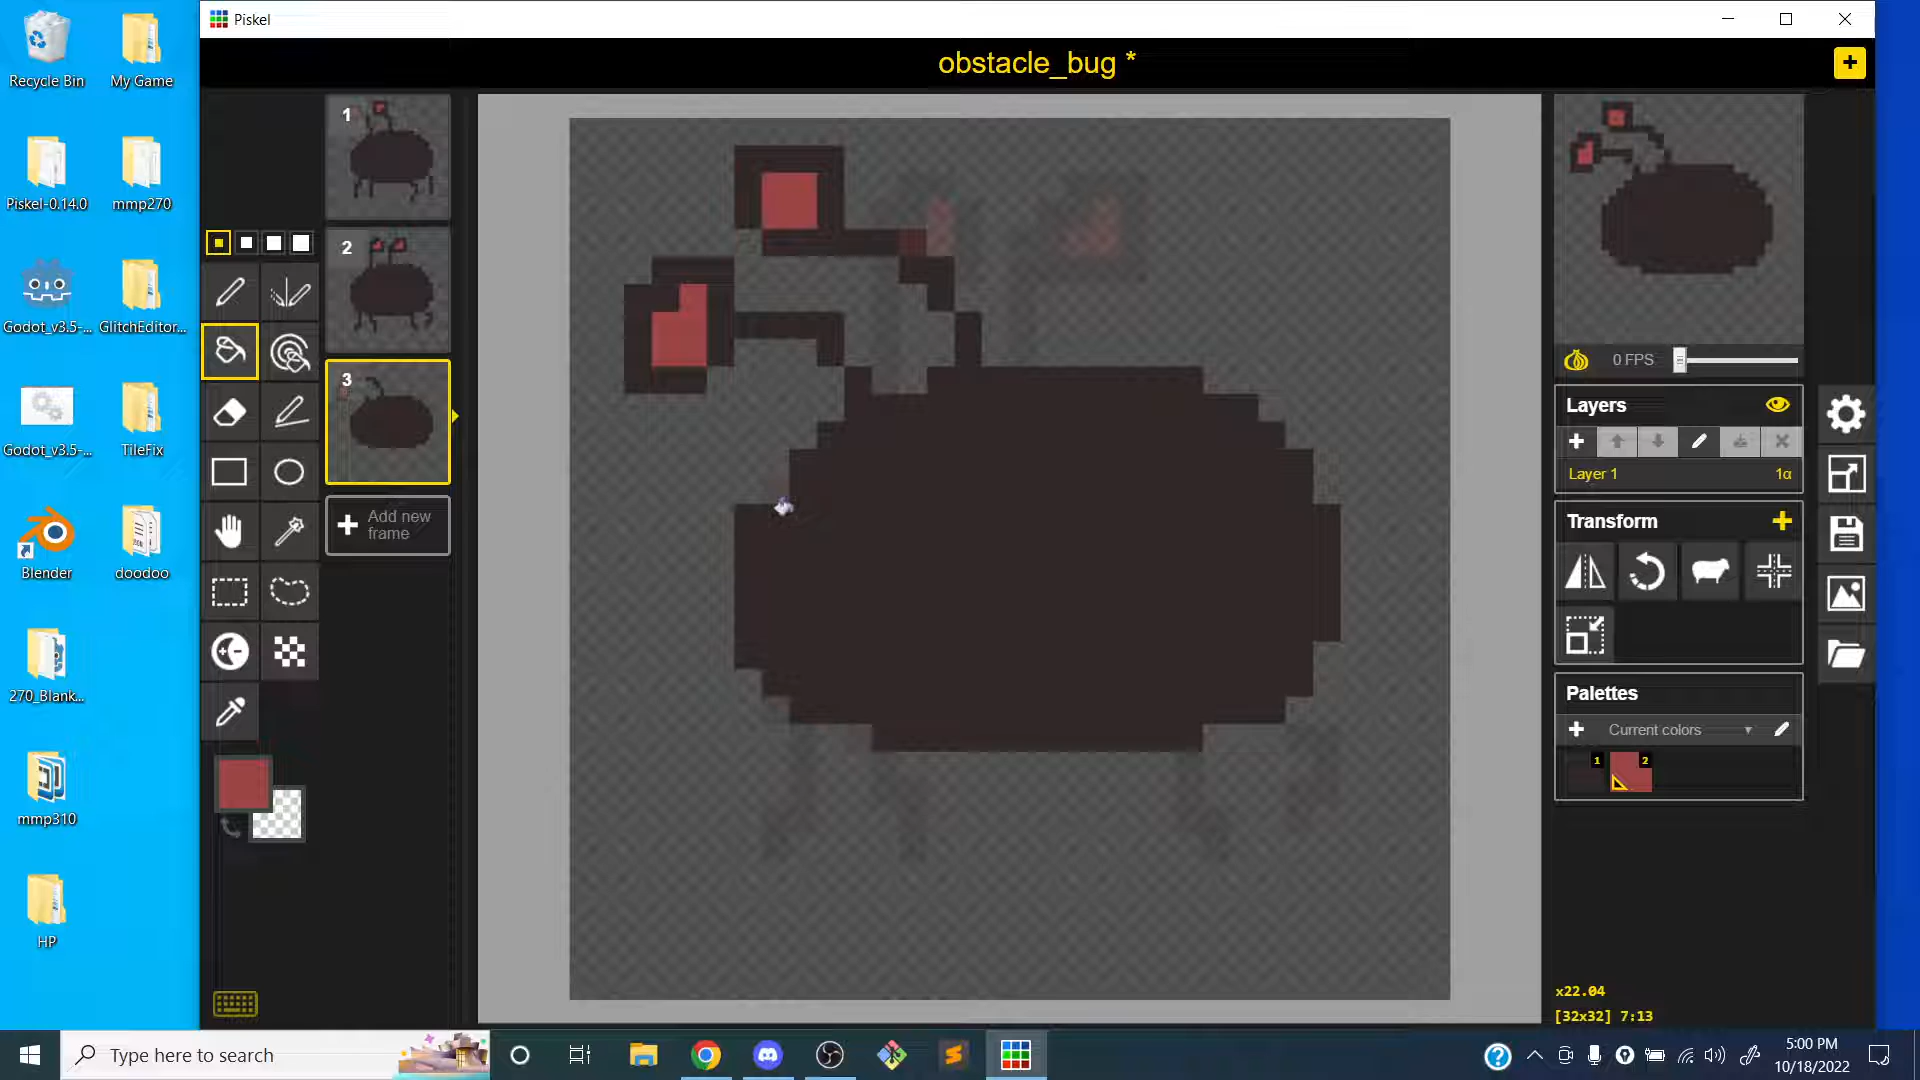 Recycle Bin
My Game
Piskel-0.14.0
mmp270
Godot_v3.5-...
GlitchEditor...
Godot_v3.5-...
TileFix
Blender
doodoo
270_Blank...
mmp310
HP
Piskel
obstacle_bug *
1
2
3
Add new
frame
0 FPS
Layers
Layer 1
1α
Transform
Palettes
Current colors
1
2
x22.04
[32x32] 7:13
Type here to search
5:00 PM
10/18/2022